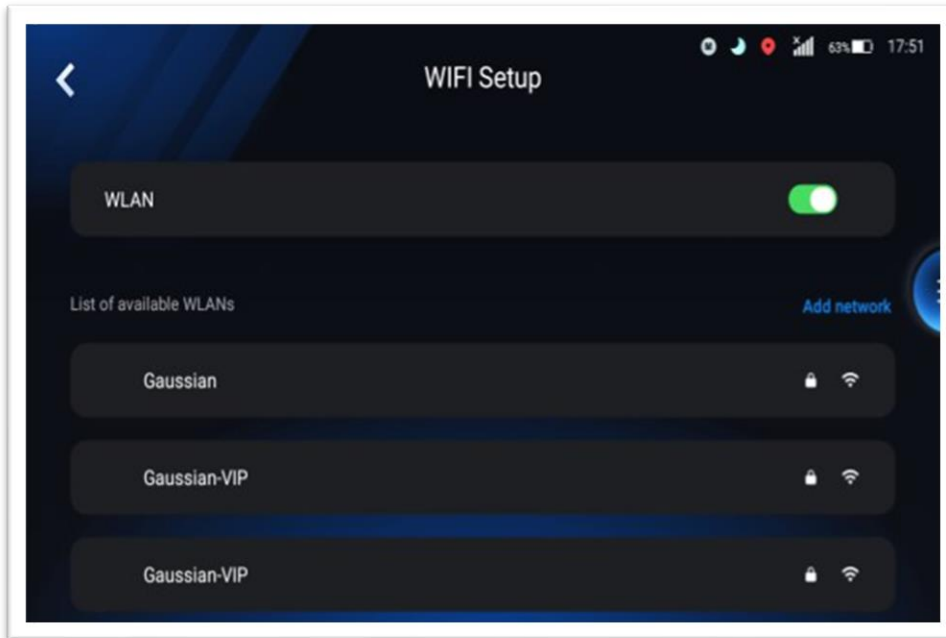 63% 17:51
WIFI Setup
WLAN
List of available WLANs Add network
Gaussian
Gaussian-VIP
Gaussian-VIP